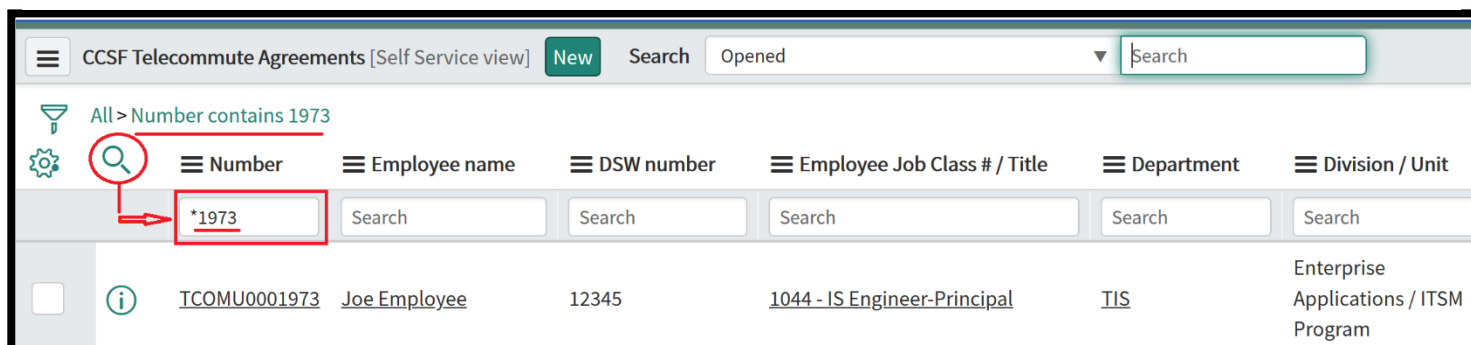 CCSF Telecommute Agreements [Self Service view] New Search Opened Search
All > Number contains 1973
Number Employee name DSW number Employee Job Class # / Title Department Division / Unit
*1973 Search Search Search Search Search
TCOMU0001973 Joe Employee 12345 1044 - IS Engineer-Principal TIS Enterprise
Applications / ITSM
Program